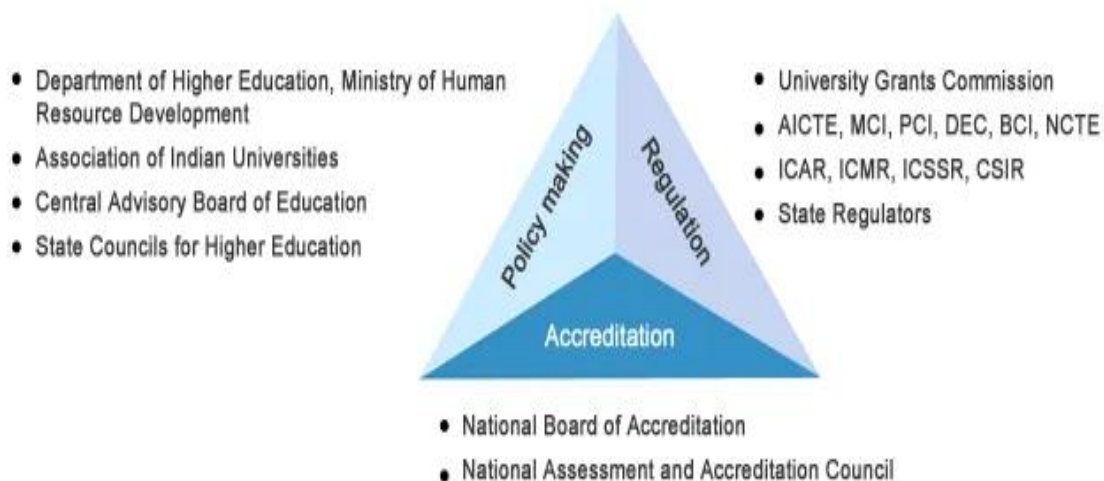 • Department of Higher Education, Ministry of Human
Resource Development
• Association of Indian Universities
• Central Advisory Board of Education
• State Councils for Higher Education
Policy making
Regulation
Accreditation
• University Grants Commission
• AICTE, MCI, PCI, DEC, BCI, NCTE
• ICAR, ICMR, ICSSR, CSIR
• State Regulators
• National Board of Accreditation
• National Assessment and Accreditation Council